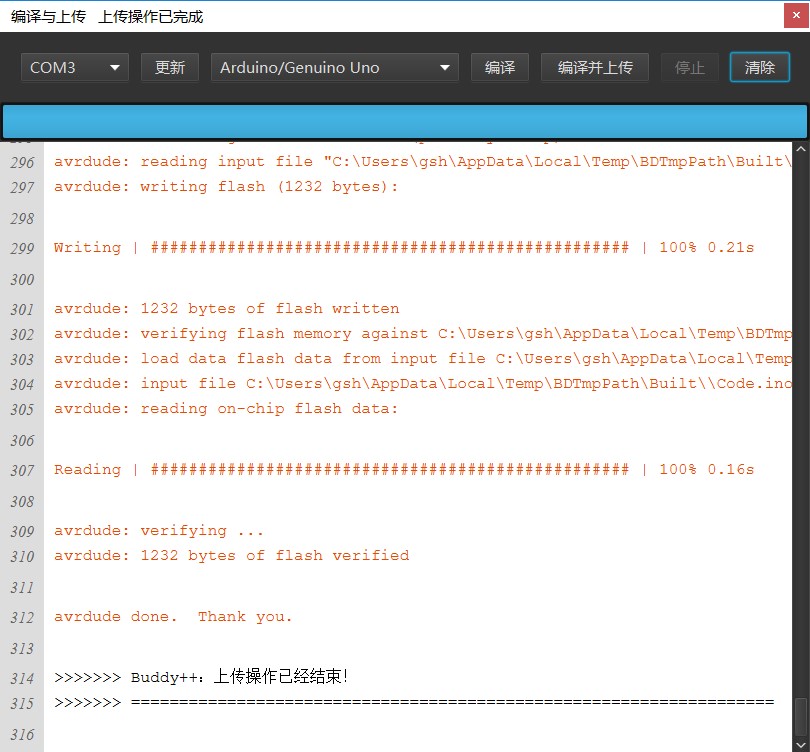 编译与上传 上传操作已完成
COM3 更新 Arduino/Genuino Uno 编译 编译并上传 停止 清除
296 avrdude: reading input file "C:\Users\gsh\AppData\Local\Temp\BDTmpPath\Built\
297 avrdude: writing flash (1232 bytes):
298
299 Writing | ################################################## | 100% 0.21s
300
301 avrdude: 1232 bytes of flash written
302 avrdude: verifying flash memory against C:\Users\gsh\AppData\Local\Temp\BDTmp
303 avrdude: load data flash data from input file C:\Users\gsh\AppData\Local\Temp
304 avrdude: input file C:\Users\gsh\AppData\Local\Temp\BDTmpPath\Built\\Code.ino
305 avrdude: reading on-chip flash data:
306
307 Reading | ################################################## | 100% 0.16s
308
309 avrdude: verifying ...
310 avrdude: 1232 bytes of flash verified
311
312 avrdude done.  Thank you.
313
314 >>>>>>> Buddy++: 上传操作已经结束!
315 >>>>>>> ===================================================================
316